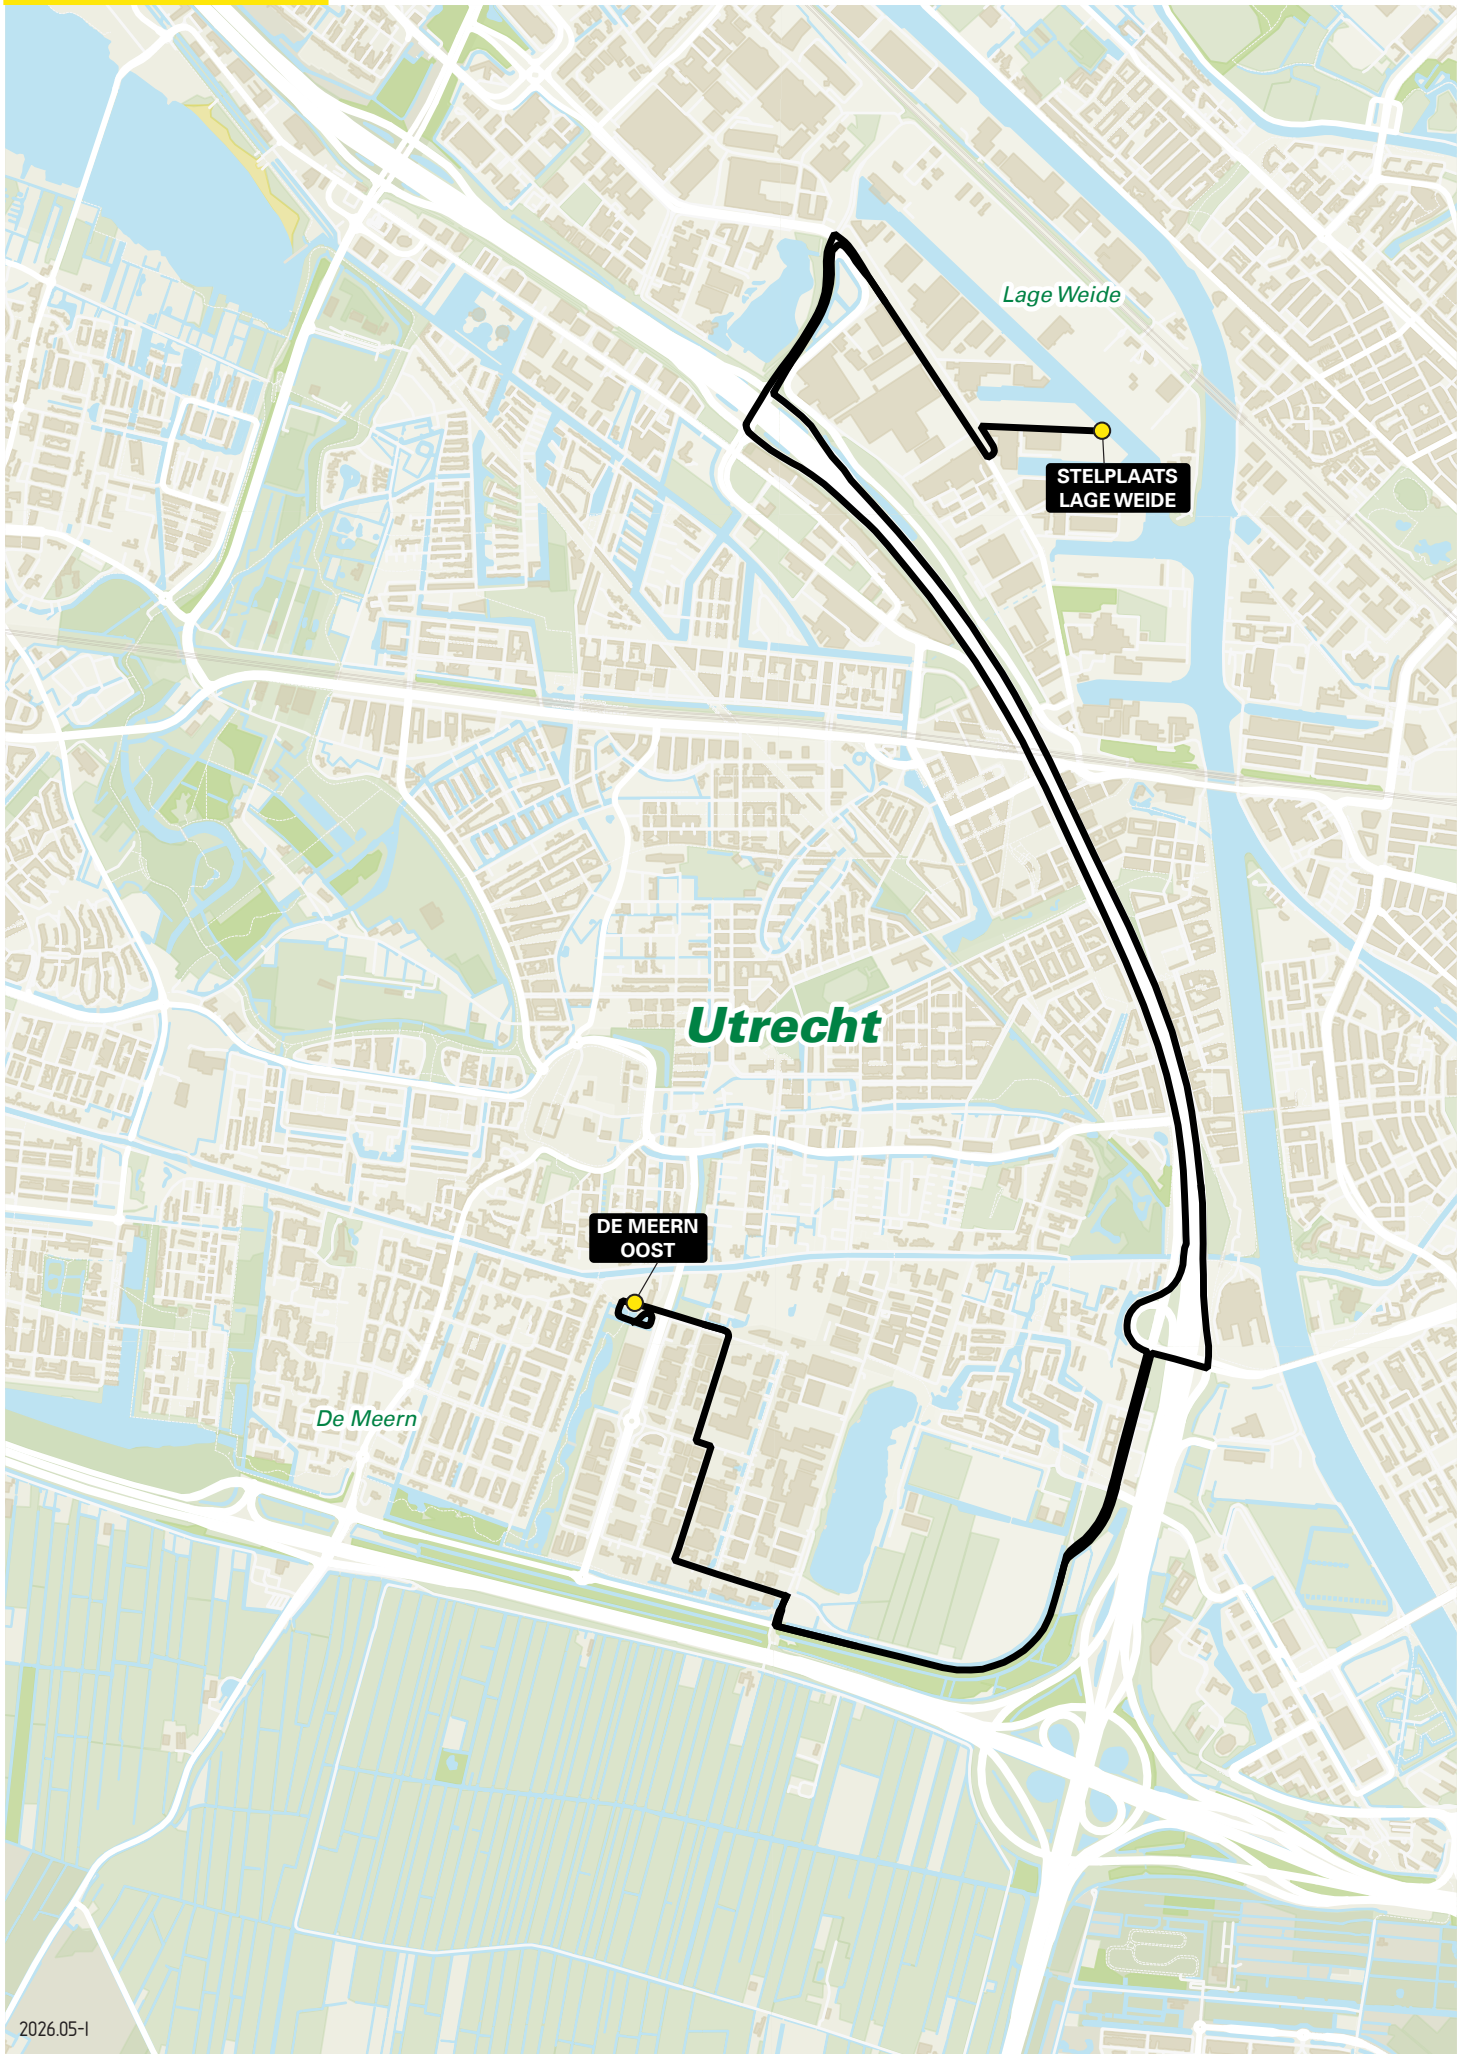 Lage Weide
STELPLAATS
LAGE WEIDE
Utrecht
DE MEERN
OOST
De Meern
2026.05-I